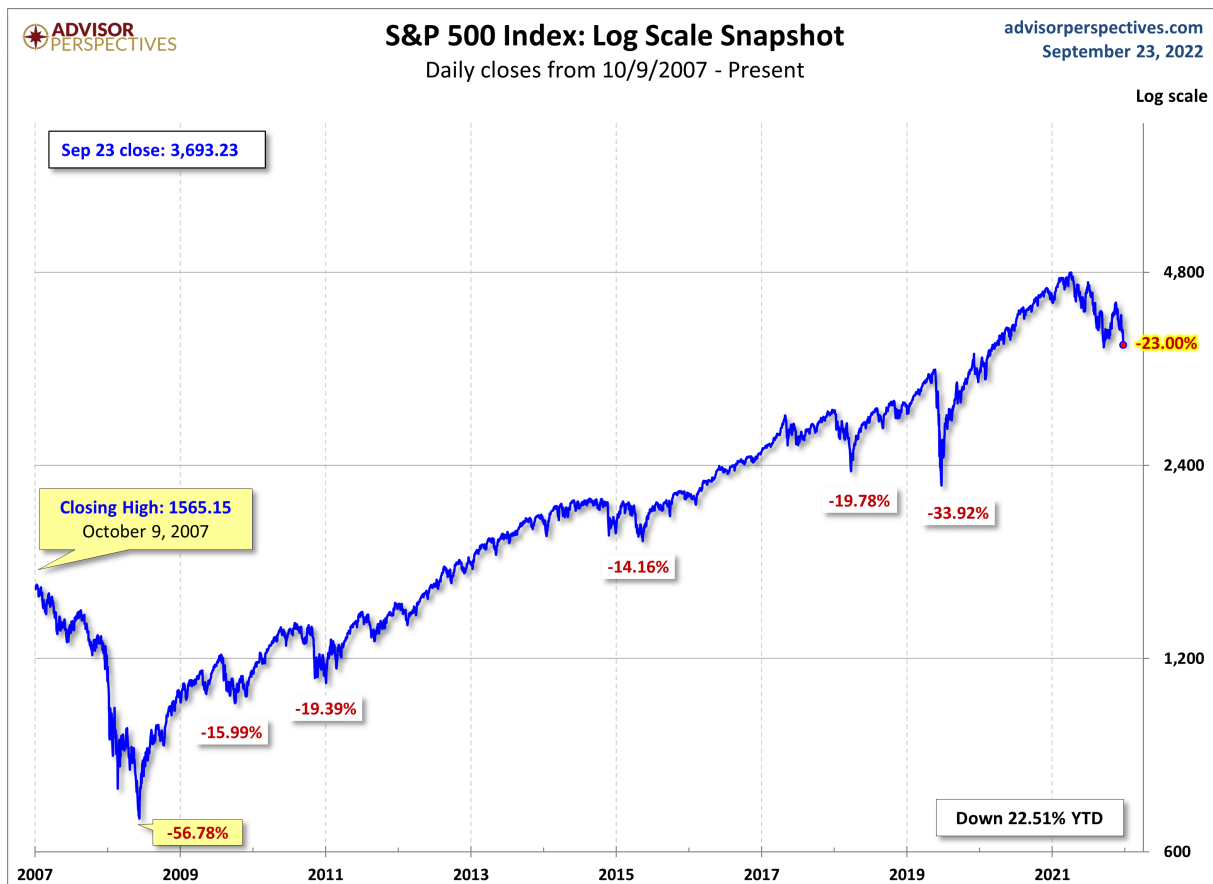 ADVISOR
PERSPECTIVES
S&P 500 Index: Log Scale Snapshot
Daily closes from 10/9/2007 - Present
advisorperspectives.com
September 23, 2022
Log scale
Sep 23 close: 3,693.23
4,800
-23.00%
2,400
Closing High: 1565.15
October 9, 2007
-19.78%
-33.92%
-14.16%
1,200
-19.39%
-15.99%
-56.78%
Down 22.51% YTD
600
2007 2009 2011 2013 2015 2017 2019 2021